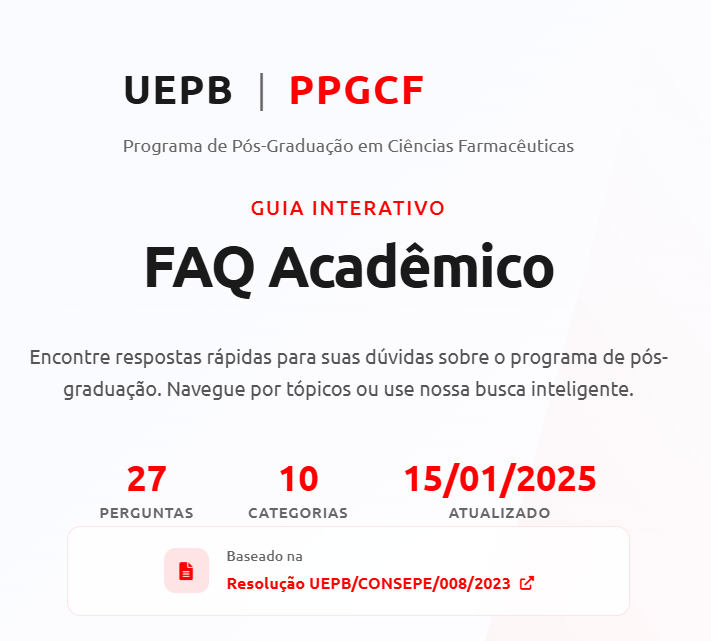 UEPB | PPGCF
Programa de Pós-Graduação em Ciências Farmacêuticas
GUIA INTERATIVO
FAQ Acadêmico
Encontre respostas rápidas para suas dúvidas sobre o programa de pós-
graduação. Navegue por tópicos ou use nossa busca inteligente.
27 10 15/01/2025
PERGUNTAS CATEGORIAS ATUALIZADO
Baseado na
Resolução UEPB/CONSEPE/008/2023